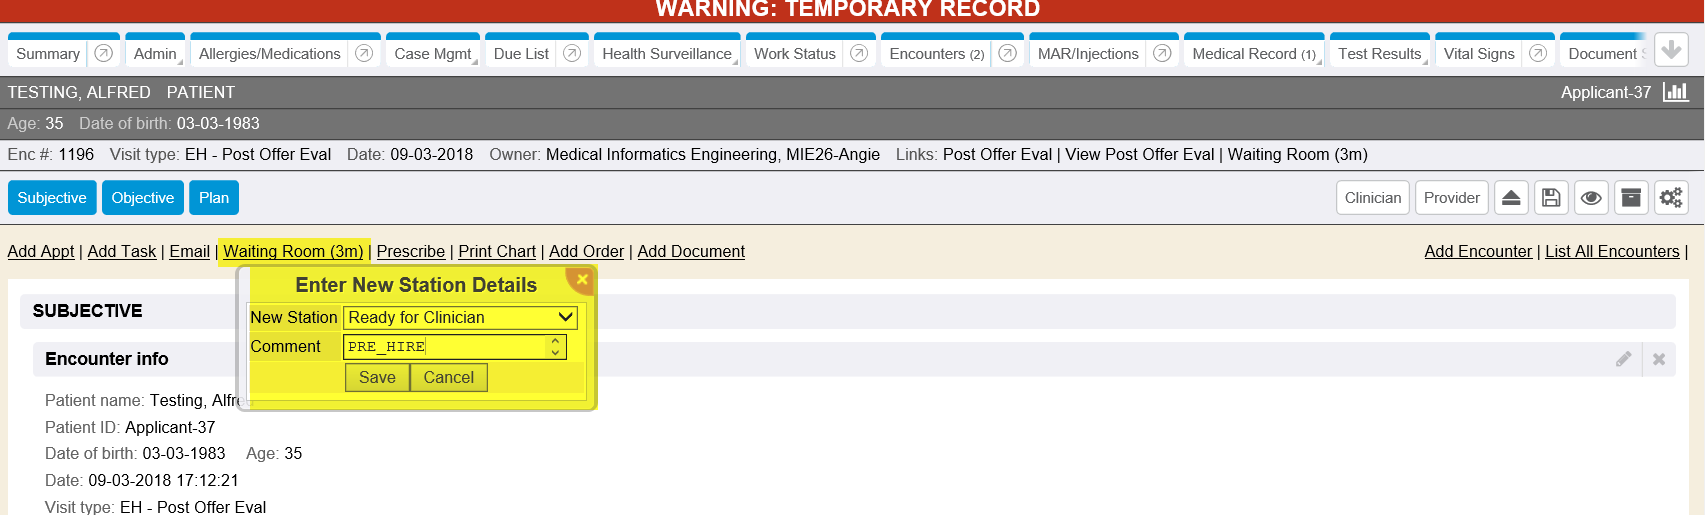 WARNING: TEMPORARY RECORD
Summary Admin Allergies/Medications Case Mgmt Due List Health Surveillance Work Status Encounters (2) MAR/Injections Medical Record (1) Test Results Vital Signs Document
TESTING, ALFRED PATIENT Applicant-37
Age: 35 Date of birth: 03-03-1983
Enc #: 1196 Visit type: EH - Post Offer Eval Date: 09-03-2018 Owner: Medical Informatics Engineering, MIE26-Angie Links: Post Offer Eval | View Post Offer Eval | Waiting Room (3m)
Subjective Objective Plan Clinician Provider
Add Appt | Add Task | Email | Waiting Room (3m) | Prescribe | Print Chart | Add Order | Add Document Add Encounter | List All Encounters |
Enter New Station Details
SUBJECTIVE
New Station Ready for Clinician
Comment PRE_HIRE
Encounter info
Save Cancel
Patient name: Testing, Alfred
Patient ID: Applicant-37
Date of birth: 03-03-1983 Age: 35
Date: 09-03-2018 17:12:21
Visit type: EH - Post Offer Eval